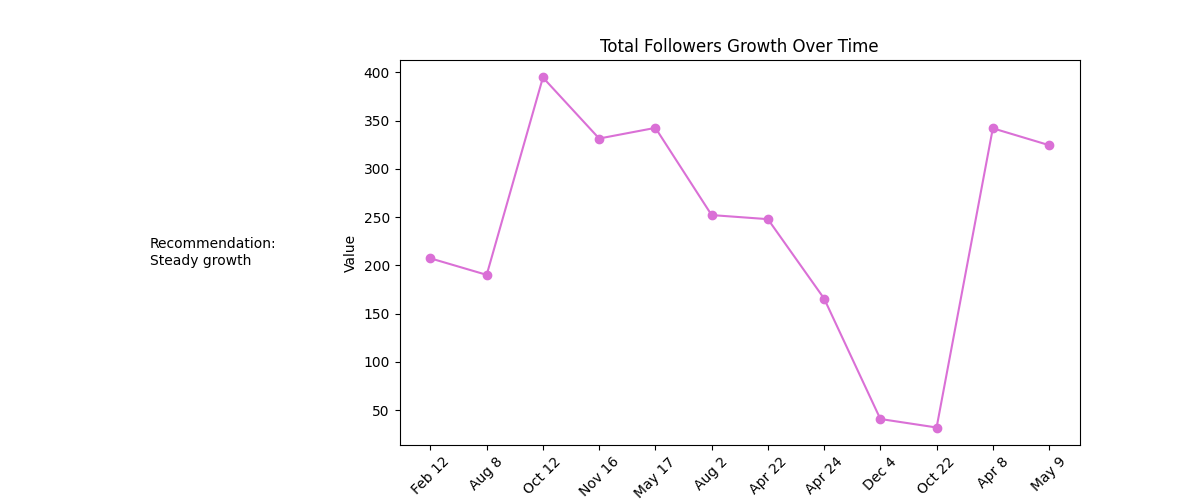 Total Followers Growth Over Time
Recommendation:
Steady growth
Value
400
350
300
250
200
150
100
50
Feb 12
Aug 8
Oct 12
Nov 16
May 17
Aug 2
Apr 22
Apr 24
Dec 4
Oct 22
Apr 8
May 9